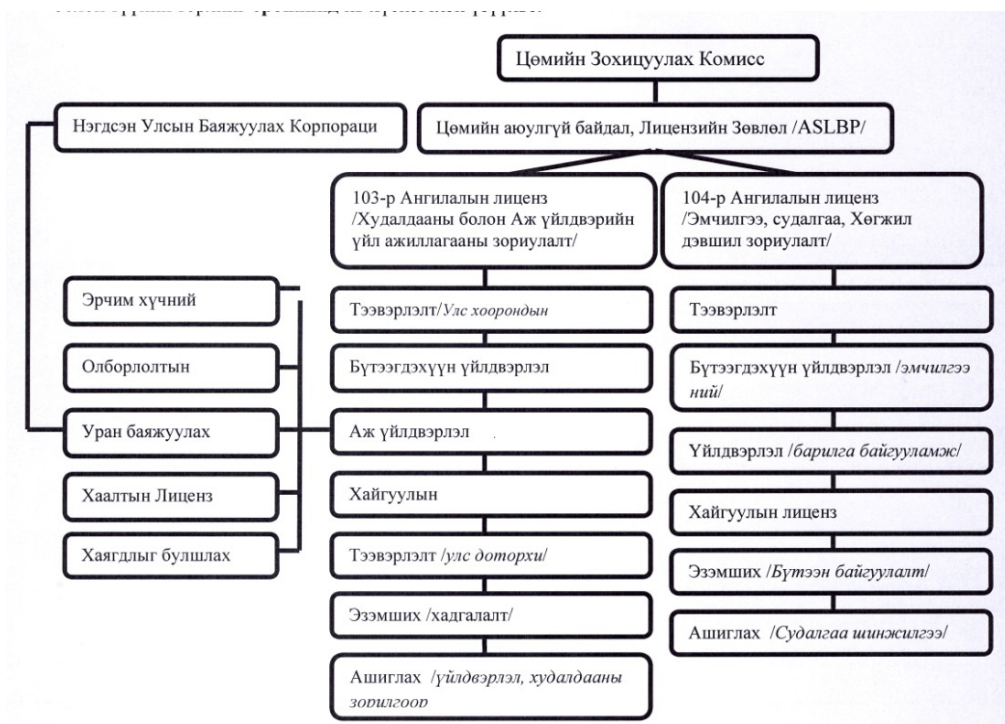 Цөмийн Зохицуулах Комисс
Нэгдсэн Улсын Баяжуулах Корпораци
Цөмийн аюулгүй байдал, Лицензийн Зөвлөл /ASLBP/
103-р Ангилалын лиценз
/Худалдааны болон Аж үйлдвэрийн
үйл ажиллагааны зориулалт/
104-р Ангилалын лиценз
/Эмчилгээ, судалгаа, Хөгжил
дэвшил зориулалт/
Эрчим хүчний
Олборлолтын
Уран баяжуулах
Хаалтын Лиценз
Хаягдлыг булшлах
Тээвэрлэлт/Улс хоорондын
Бүтээгдэхүүн үйлдвэрлэл
Аж үйлдвэрлэл
Хайгуулын
Тээвэрлэлт /улс доторхи/
Эзэмших /хадгалалт/
Ашиглах /үйлдвэрлэл, худалдааны
зорилгоор
Тээвэрлэлт
Бүтээгдэхүүн үйлдвэрлэл /эмчилгээ
ний/
Үйлдвэрлэл /барилга байгууламж/
Хайгуулын лиценз
Эзэмших /Бүтээн байгуулалт/
Ашиглах /Судалгаа шинжилгээ/